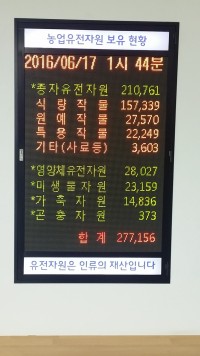 농업유전자원 보유 현황
2016/06/17 1시 44분
*종자유전자원 210,761
식량작물 157,339
원예작물 27,570
특용작물 22,249
기타(사료등) 3,603
*영양체유전자원 28,027
*미생물자원 23,159
*가축자원 14,836
*곤충자원 373
합계 277,156
유전자원은 인류의 재산입니다